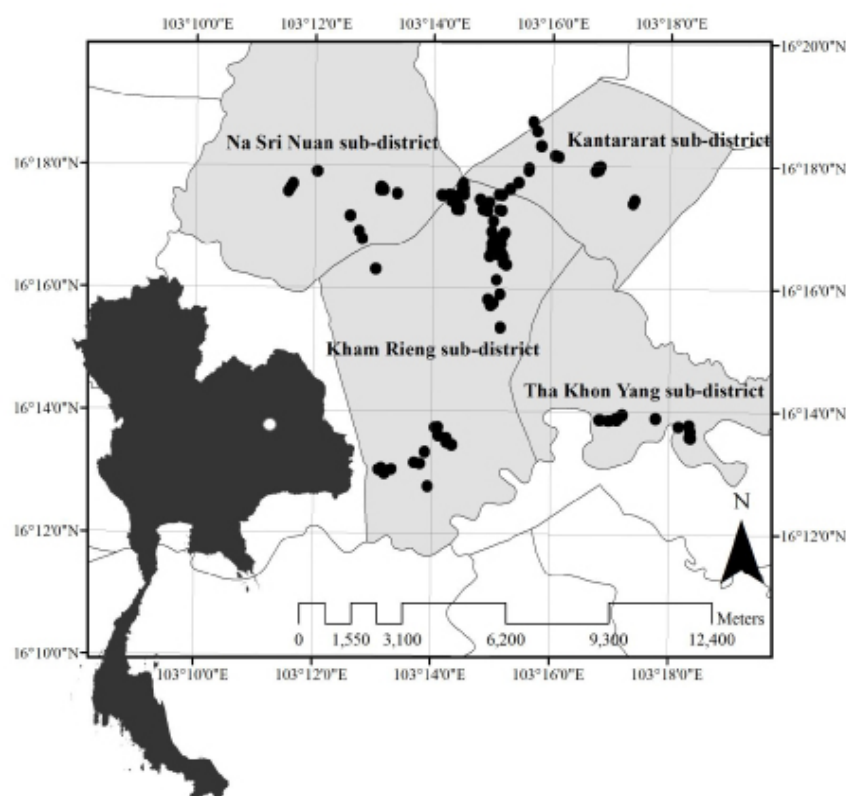 103°10'0"E 103°12'0"E 103°14'0"E 103°16'0"E 103°18'0"E
16°20'0"N
Na Sri Nuan sub-district
Kantararat sub-district
16°18'0"N 16°18'0"N
16°16'0"N 16°16'0"N
Kham Rieng sub-district
Tha Khon Yang sub-district
16°14'0"N 16°14'0"N
N
16°12'0"N 16°12'0"N
Meters
0 1,550 3,100 6,200 9,300 12,400
16°10'0"N
103°10'0"E 103°12'0"E 103°14'0"E 103°16'0"E 103°18'0"E